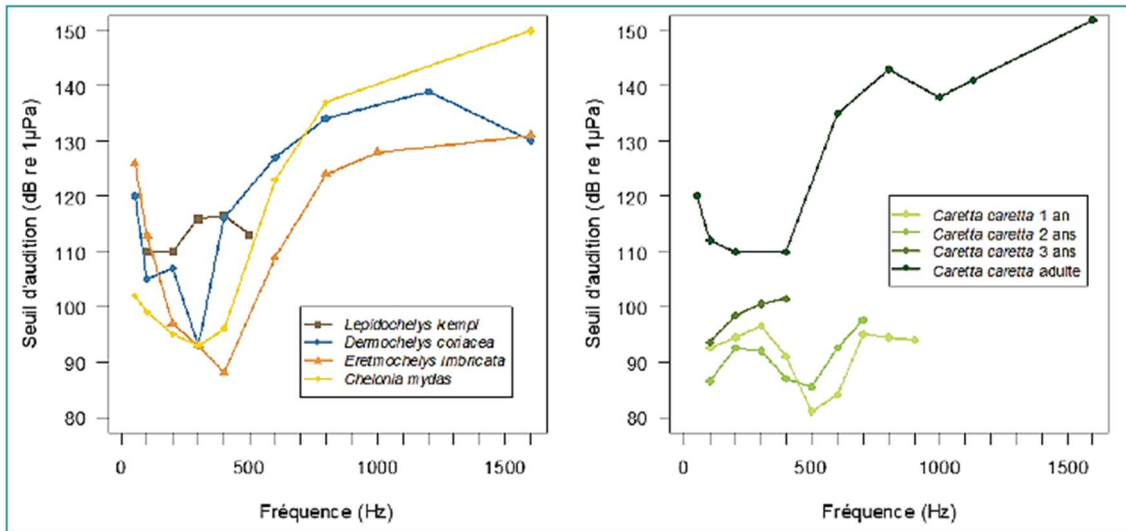 Seuil d'audition (dB re 1µPa)
150
140
130
120
110
100
90
80
0
500
1000
1500
Fréquence (Hz)
Lepidochelys kempi
Dermochelys coriacea
Eretmochelys imbricata
Chelonia mydas
Seuil d'audition (dB re 1µPa)
150
140
130
120
110
100
90
80
0
500
1000
1500
Fréquence (Hz)
Caretta caretta 1 an
Caretta caretta 2 ans
Caretta caretta 3 ans
Caretta caretta adulte